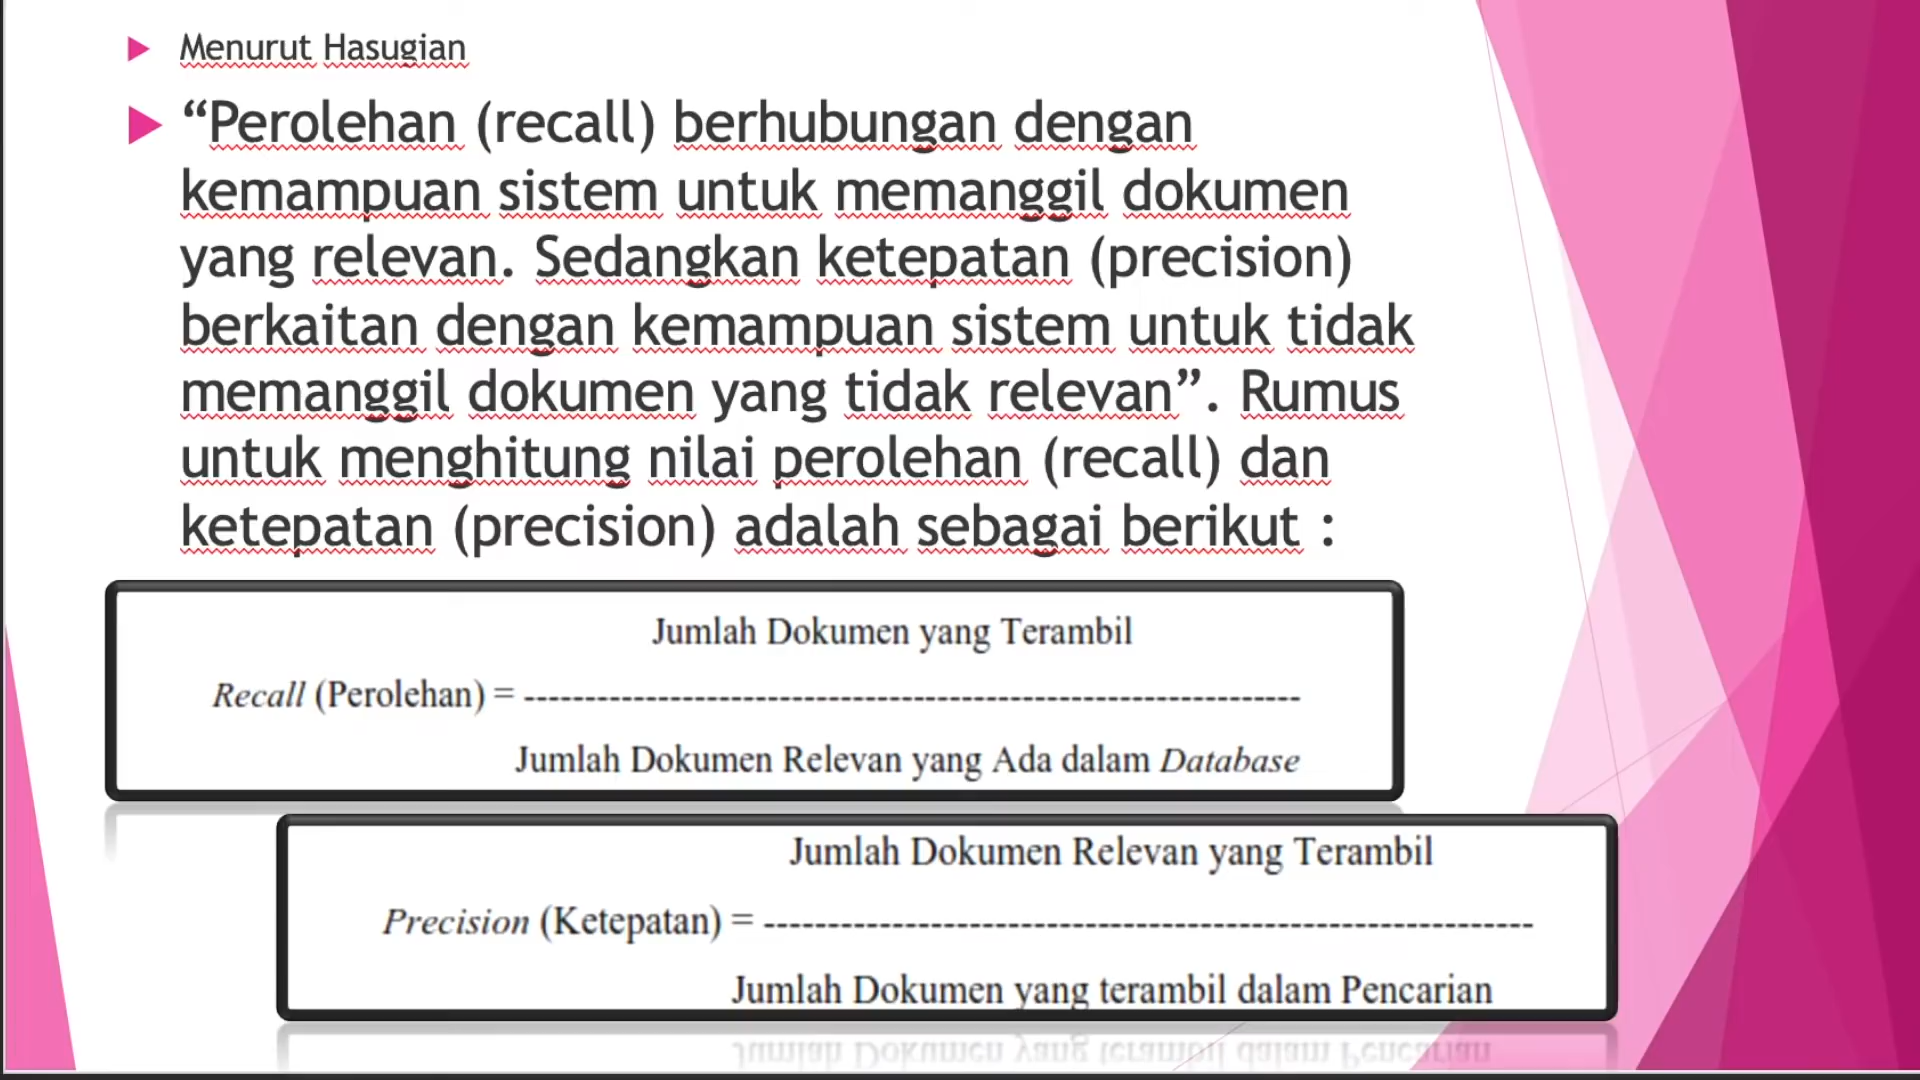 Menurut Hasugian
“Perolehan (recall) berhubungan dengan
kemampuan sistem untuk memanggil dokumen
yang relevan. Sedangkan ketepatan (precision)
berkaitan dengan kemampuan sistem untuk tidak
memanggil dokumen yang tidak relevan”. Rumus
untuk menghitung nilai perolehan (recall) dan
ketepatan (precision) adalah sebagai berikut :
Jumlah Dokumen yang Terambil
Recall (Perolehan) = ---------------------------------------------------------------
Jumlah Dokumen Relevan yang Ada dalam Database
Jumlah Dokumen Relevan yang Terambil
Precision (Ketepatan) = ------------------------------------------------------------
Jumlah Dokumen yang terambil dalam Pencarian